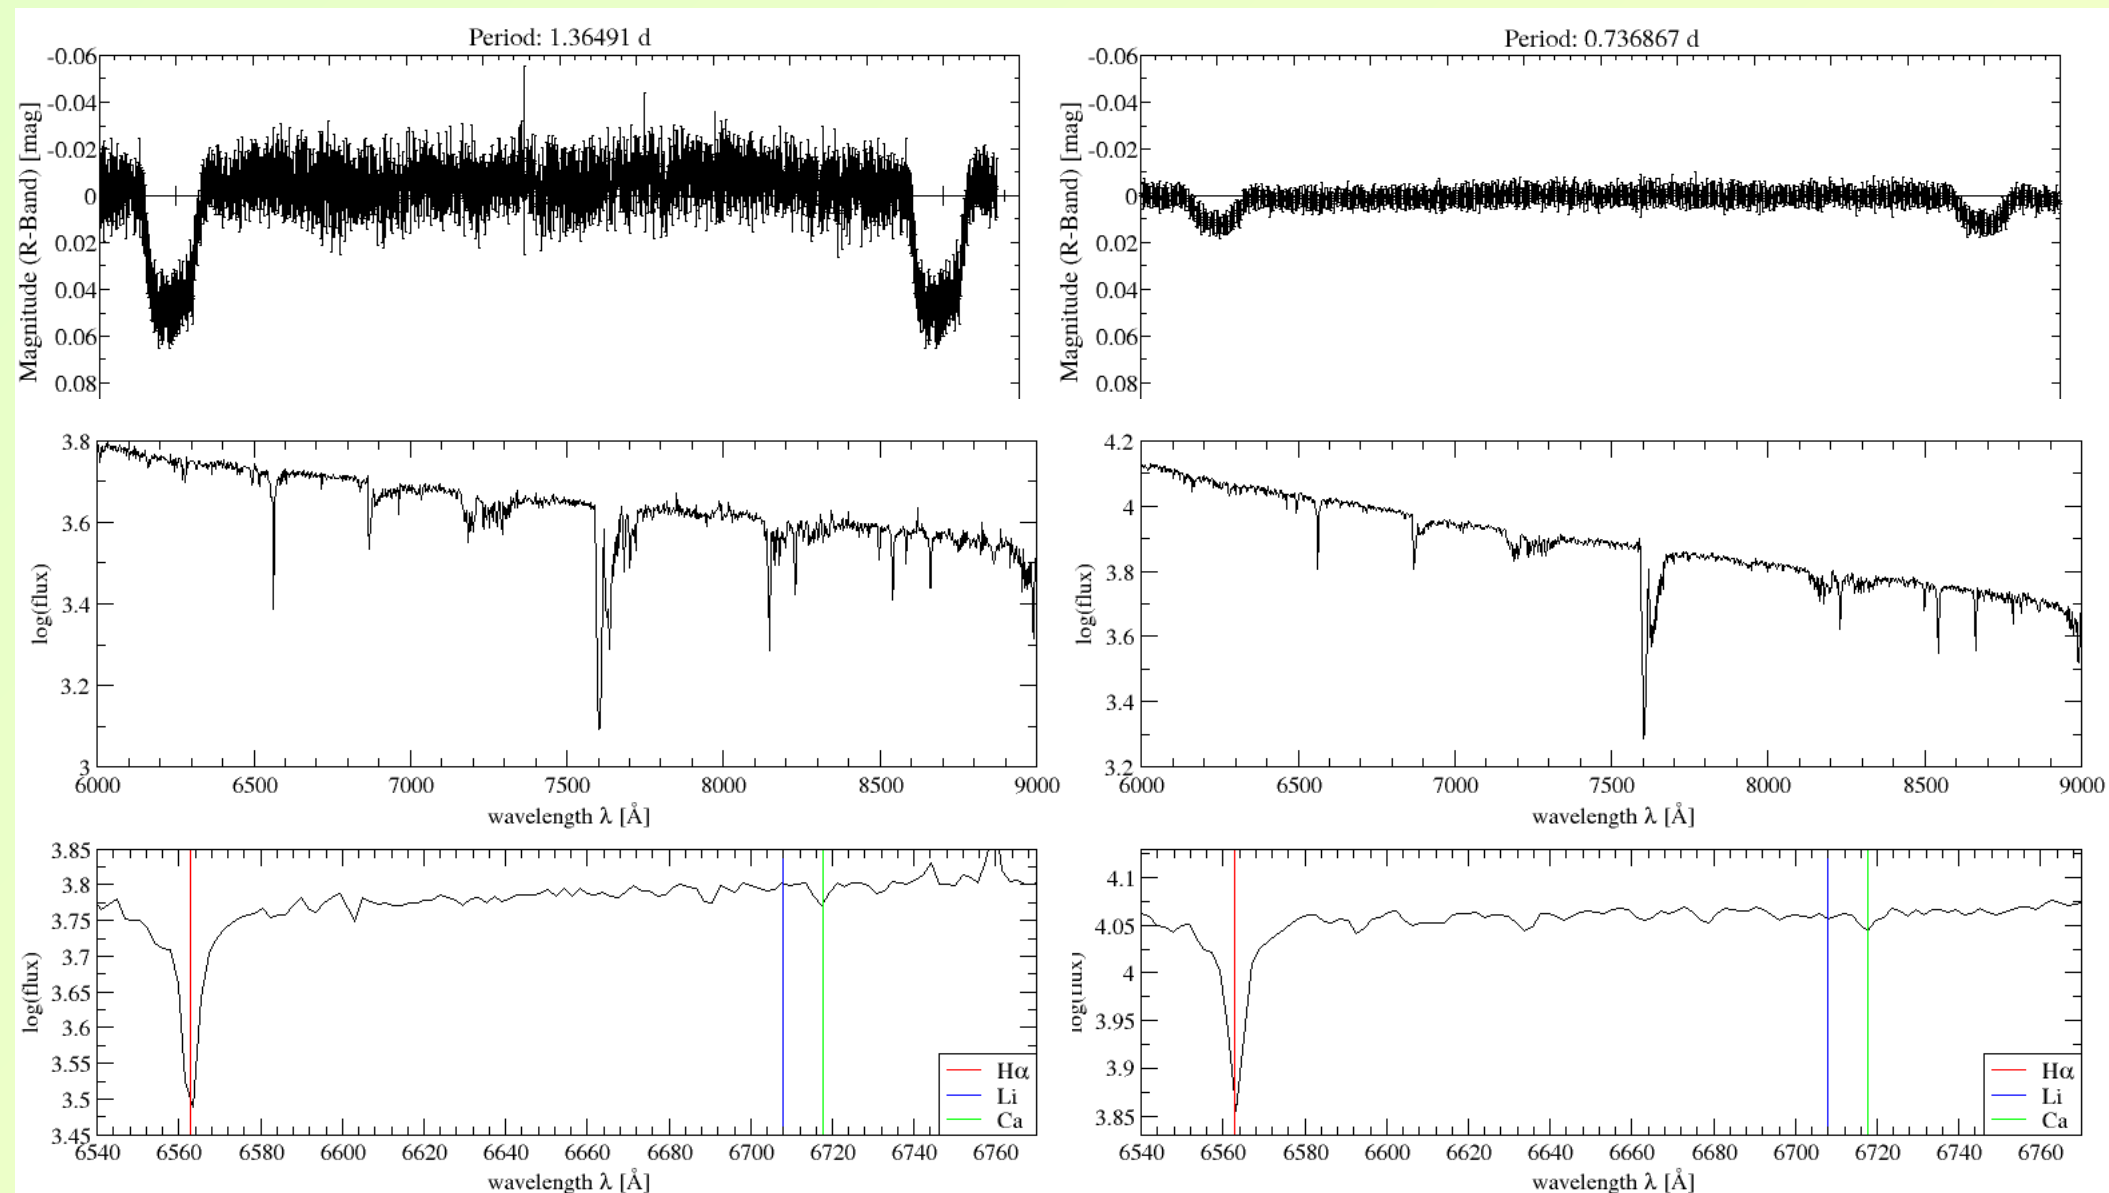 Period: 1.36491 d
-0.06
-0.04
-0.02
0
0.02
0.04
0.06
0.08
Magnitude (R-Band) [mag]
Period: 0.736867 d
-0.06
-0.04
-0.02
0
0.02
0.04
0.06
0.08
Magnitude (R-Band) [mag]
3.8
3.6
3.4
3.2
3
log(flux)
6000 6500 7000 7500 8000 8500 9000
wavelength λ [Å]
4.2
4
3.8
3.6
3.4
3.2
log(flux)
6000 6500 7000 7500 8000 8500 9000
wavelength λ [Å]
3.85
3.8
3.75
3.7
3.65
3.6
3.55
3.5
3.45
log(flux)
Hα
Li
Ca
6540 6560 6580 6600 6620 6640 6660 6680 6700 6720 6740 6760
wavelength λ [Å]
4.1
4.05
4
3.95
3.9
3.85
log(flux)
Hα
Li
Ca
6540 6560 6580 6600 6620 6640 6660 6680 6700 6720 6740 6760
wavelength λ [Å]